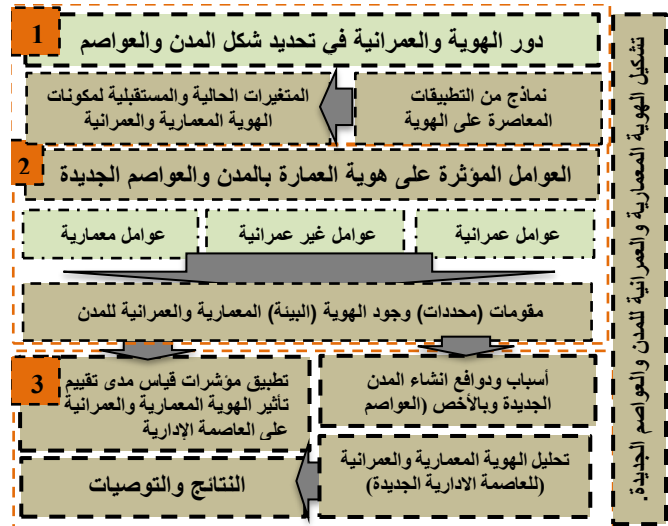 1
دور الهوية والعمرانية في تحديد شكل المدن والعواصم
نماذج من التطبيقات
المعاصرة على الهوية
المتغيرات الحالية والمستقبلية لمكونات
الهوية المعمارية والعمرانية
2
العوامل المؤثرة على هوية العمارة بالمدن والعواصم الجديدة
عوامل عمرانية
عوامل غير عمرانية
عوامل معمارية
مقومات (محددات) وجود الهوية (البيئة) المعمارية والعمرانية للمدن
3
أسباب ودوافع انشاء المدن
الجديدة وبالأخص (العواصم
تطبيق مؤشرات قياس مدى تقييم
تأثير الهوية المعمارية والعمرانية
على العاصمة الإدارية
تحليل الهوية المعمارية والعمرانية
(للعاصمة الادارية الجديدة)
النتائج والتوصيات
تشكيل الهوية المعمارية والعمرانية للمدن والعواصم الجديدة.